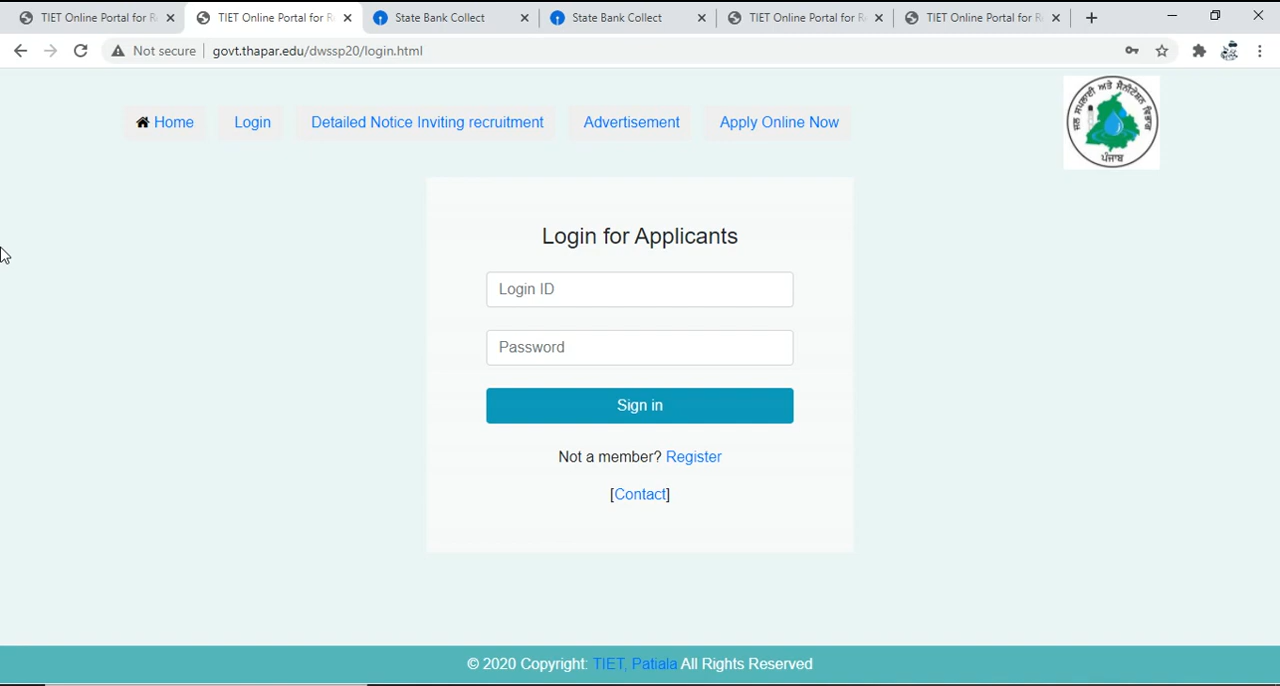 TIET Online Portal for R
TIET Online Portal for R
State Bank Collect
State Bank Collect
TIET Online Portal for R
TIET Online Portal for R
Not secure
govt.thapar.edu/dwssp20/login.html
Home
Login
Detailed Notice Inviting recruitment
Advertisement
Apply Online Now
ਜਲ ਸਪਲਾਈ ਅਤੇ ਸੈਨੀਟੇਸ਼ਨ ਵਿਭਾਗ
ਪੰਜਾਬ
Login for Applicants
Login ID
Password
Sign in
Not a member? Register
[Contact]
© 2020 Copyright: TIET, Patiala All Rights Reserved